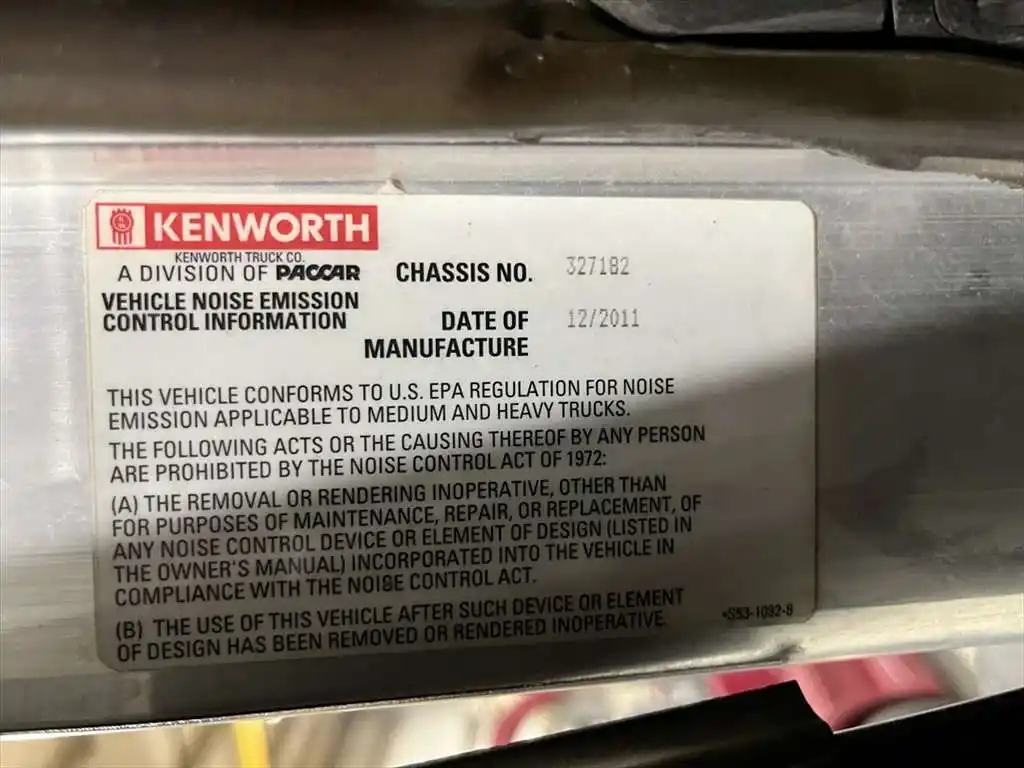 KENWORTH
KENWORTH TRUCK CO.
A DIVISION OF PACCAR
VEHICLE NOISE EMISSION
CONTROL INFORMATION
CHASSIS NO. 327182
DATE OF
MANUFACTURE 12/2011
THIS VEHICLE CONFORMS TO U.S. EPA REGULATION FOR NOISE
EMISSION APPLICABLE TO MEDIUM AND HEAVY TRUCKS.
THE FOLLOWING ACTS OR THE CAUSING THEREOF BY ANY PERSON
ARE PROHIBITED BY THE NOISE CONTROL ACT OF 1972:
(A) THE REMOVAL OR RENDERING INOPERATIVE, OTHER THAN
FOR PURPOSES OF MAINTENANCE, REPAIR, OR REPLACEMENT, OF
ANY NOISE CONTROL DEVICE OR ELEMENT OF DESIGN (LISTED IN
THE OWNER'S MANUAL) INCORPORATED INTO THE VEHICLE IN
COMPLIANCE WITH THE NOISE CONTROL ACT.
(B) THE USE OF THIS VEHICLE AFTER SUCH DEVICE OR ELEMENT
OF DESIGN HAS BEEN REMOVED OR RENDERED INOPERATIVE.